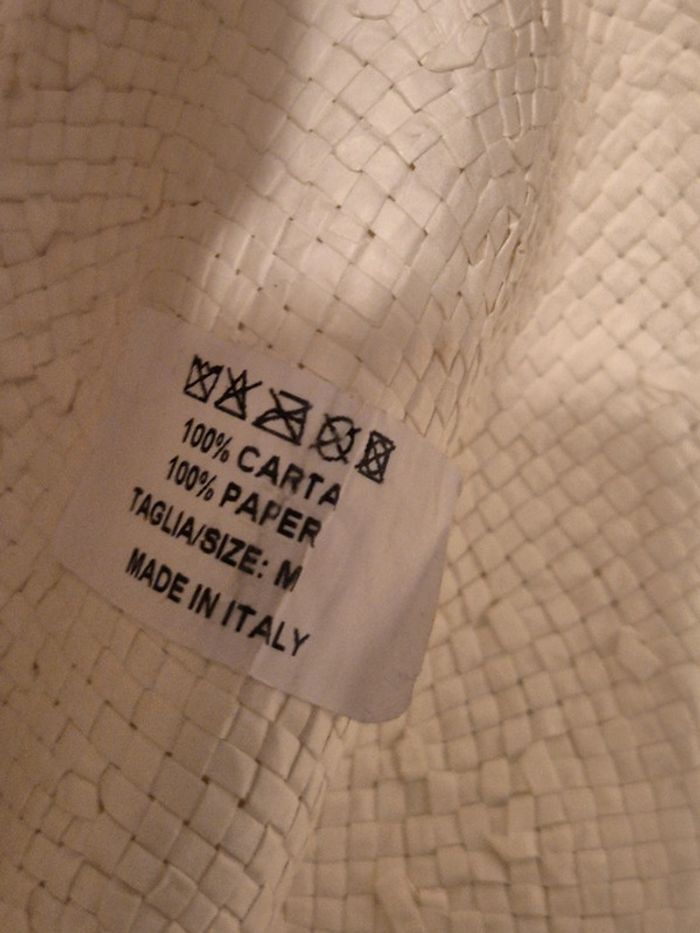 100% CARTA
100% PAPER
TAGLIA/SIZE: M
MADE IN ITALY